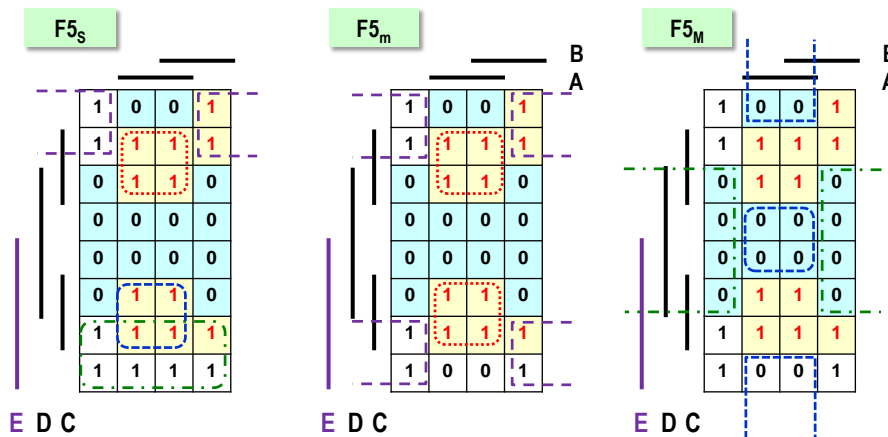 F5S F5m F5M
B B
A A
1 0 0 1 1 0 0 1 1 0 0 1
1 1 1 1 1 1 1 1 1 1 1 1
0 1 1 0 0 1 1 0 0 1 1 0
0 0 0 0 0 0 0 0 0 0 0 0
0 0 0 0 0 0 0 0 0 0 0 0
0 1 1 0 0 1 1 0 0 1 1 0
1 1 1 1 1 1 1 1 1 1 1 1
1 1 1 1 1 0 0 1 1 0 0 1
E D C E D C E D C